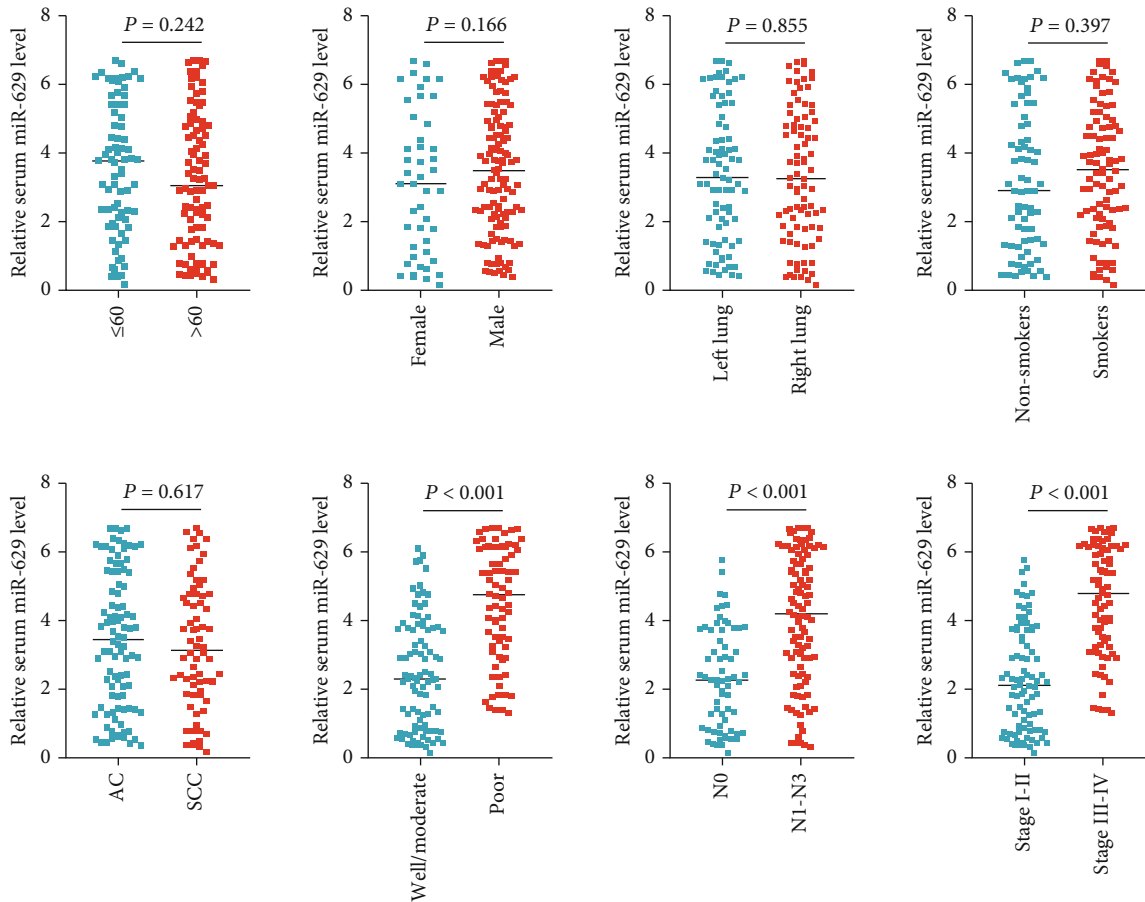 Relative serum miR-629 level
8
6
4
2
0
P = 0.242
≤60
>60
Relative serum miR-629 level
8
6
4
2
0
P = 0.166
Female
Male
Relative serum miR-629 level
8
6
4
2
0
P = 0.855
Left lung
Right lung
Relative serum miR-629 level
8
6
4
2
0
P = 0.397
Non-smokers
Smokers
Relative serum miR-629 level
8
6
4
2
0
P = 0.617
AC
SCC
Relative serum miR-629 level
8
6
4
2
0
P < 0.001
Well/moderate
Poor
Relative serum miR-629 level
8
6
4
2
0
P < 0.001
N0
N1-N3
Relative serum miR-629 level
8
6
4
2
0
P < 0.001
Stage I-II
Stage III-IV